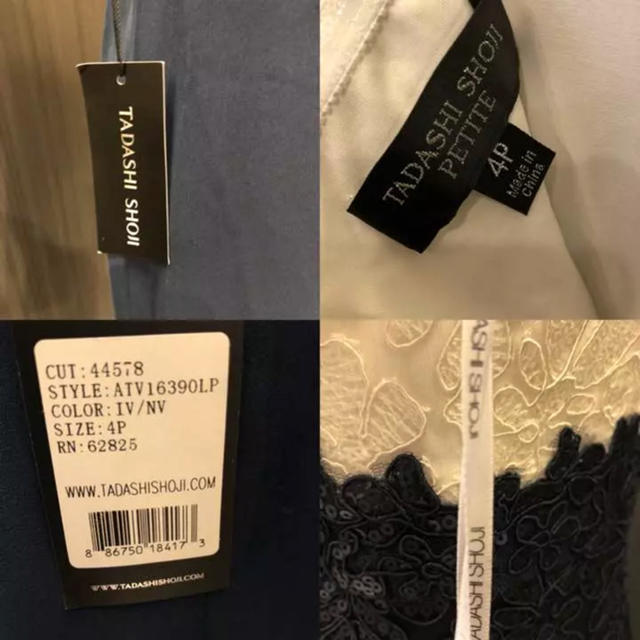 TADASHI SHOJI
TADASHI SHOJI
PETITE
4P
Made in
China
CUT:44578
STYLE:ATV16390LP
COLOR:IV/NV
SIZE:4P
RN:62825
WWW.TADASHISHOJI.COM
8 86750 18417 3
WWW.TADASHISHOJI.COM
TADASHI SHOJI
TADASHI SHOJI